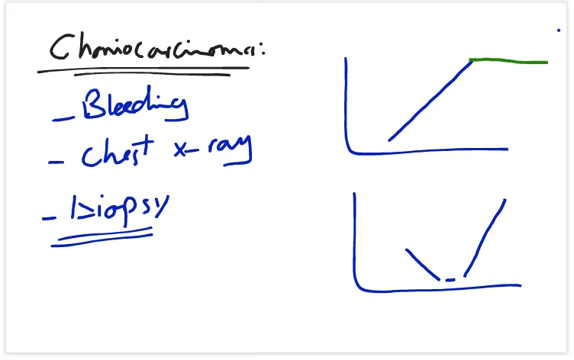 Choriocarcinoma:
- Bleeding
- Chest x-ray
- biopsy